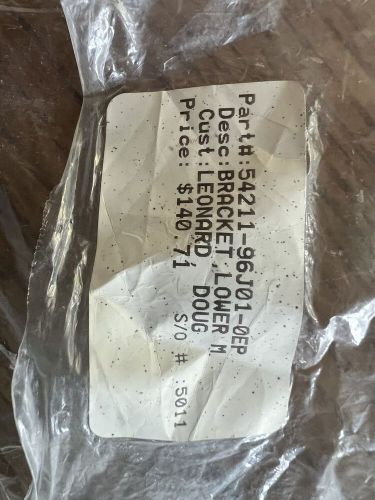 Part#:54211-96J01-0EP
Desc:BRACKET,LOWER M
Cust:LEONARD, DOUG
Price: $140.71 S/O # :5011